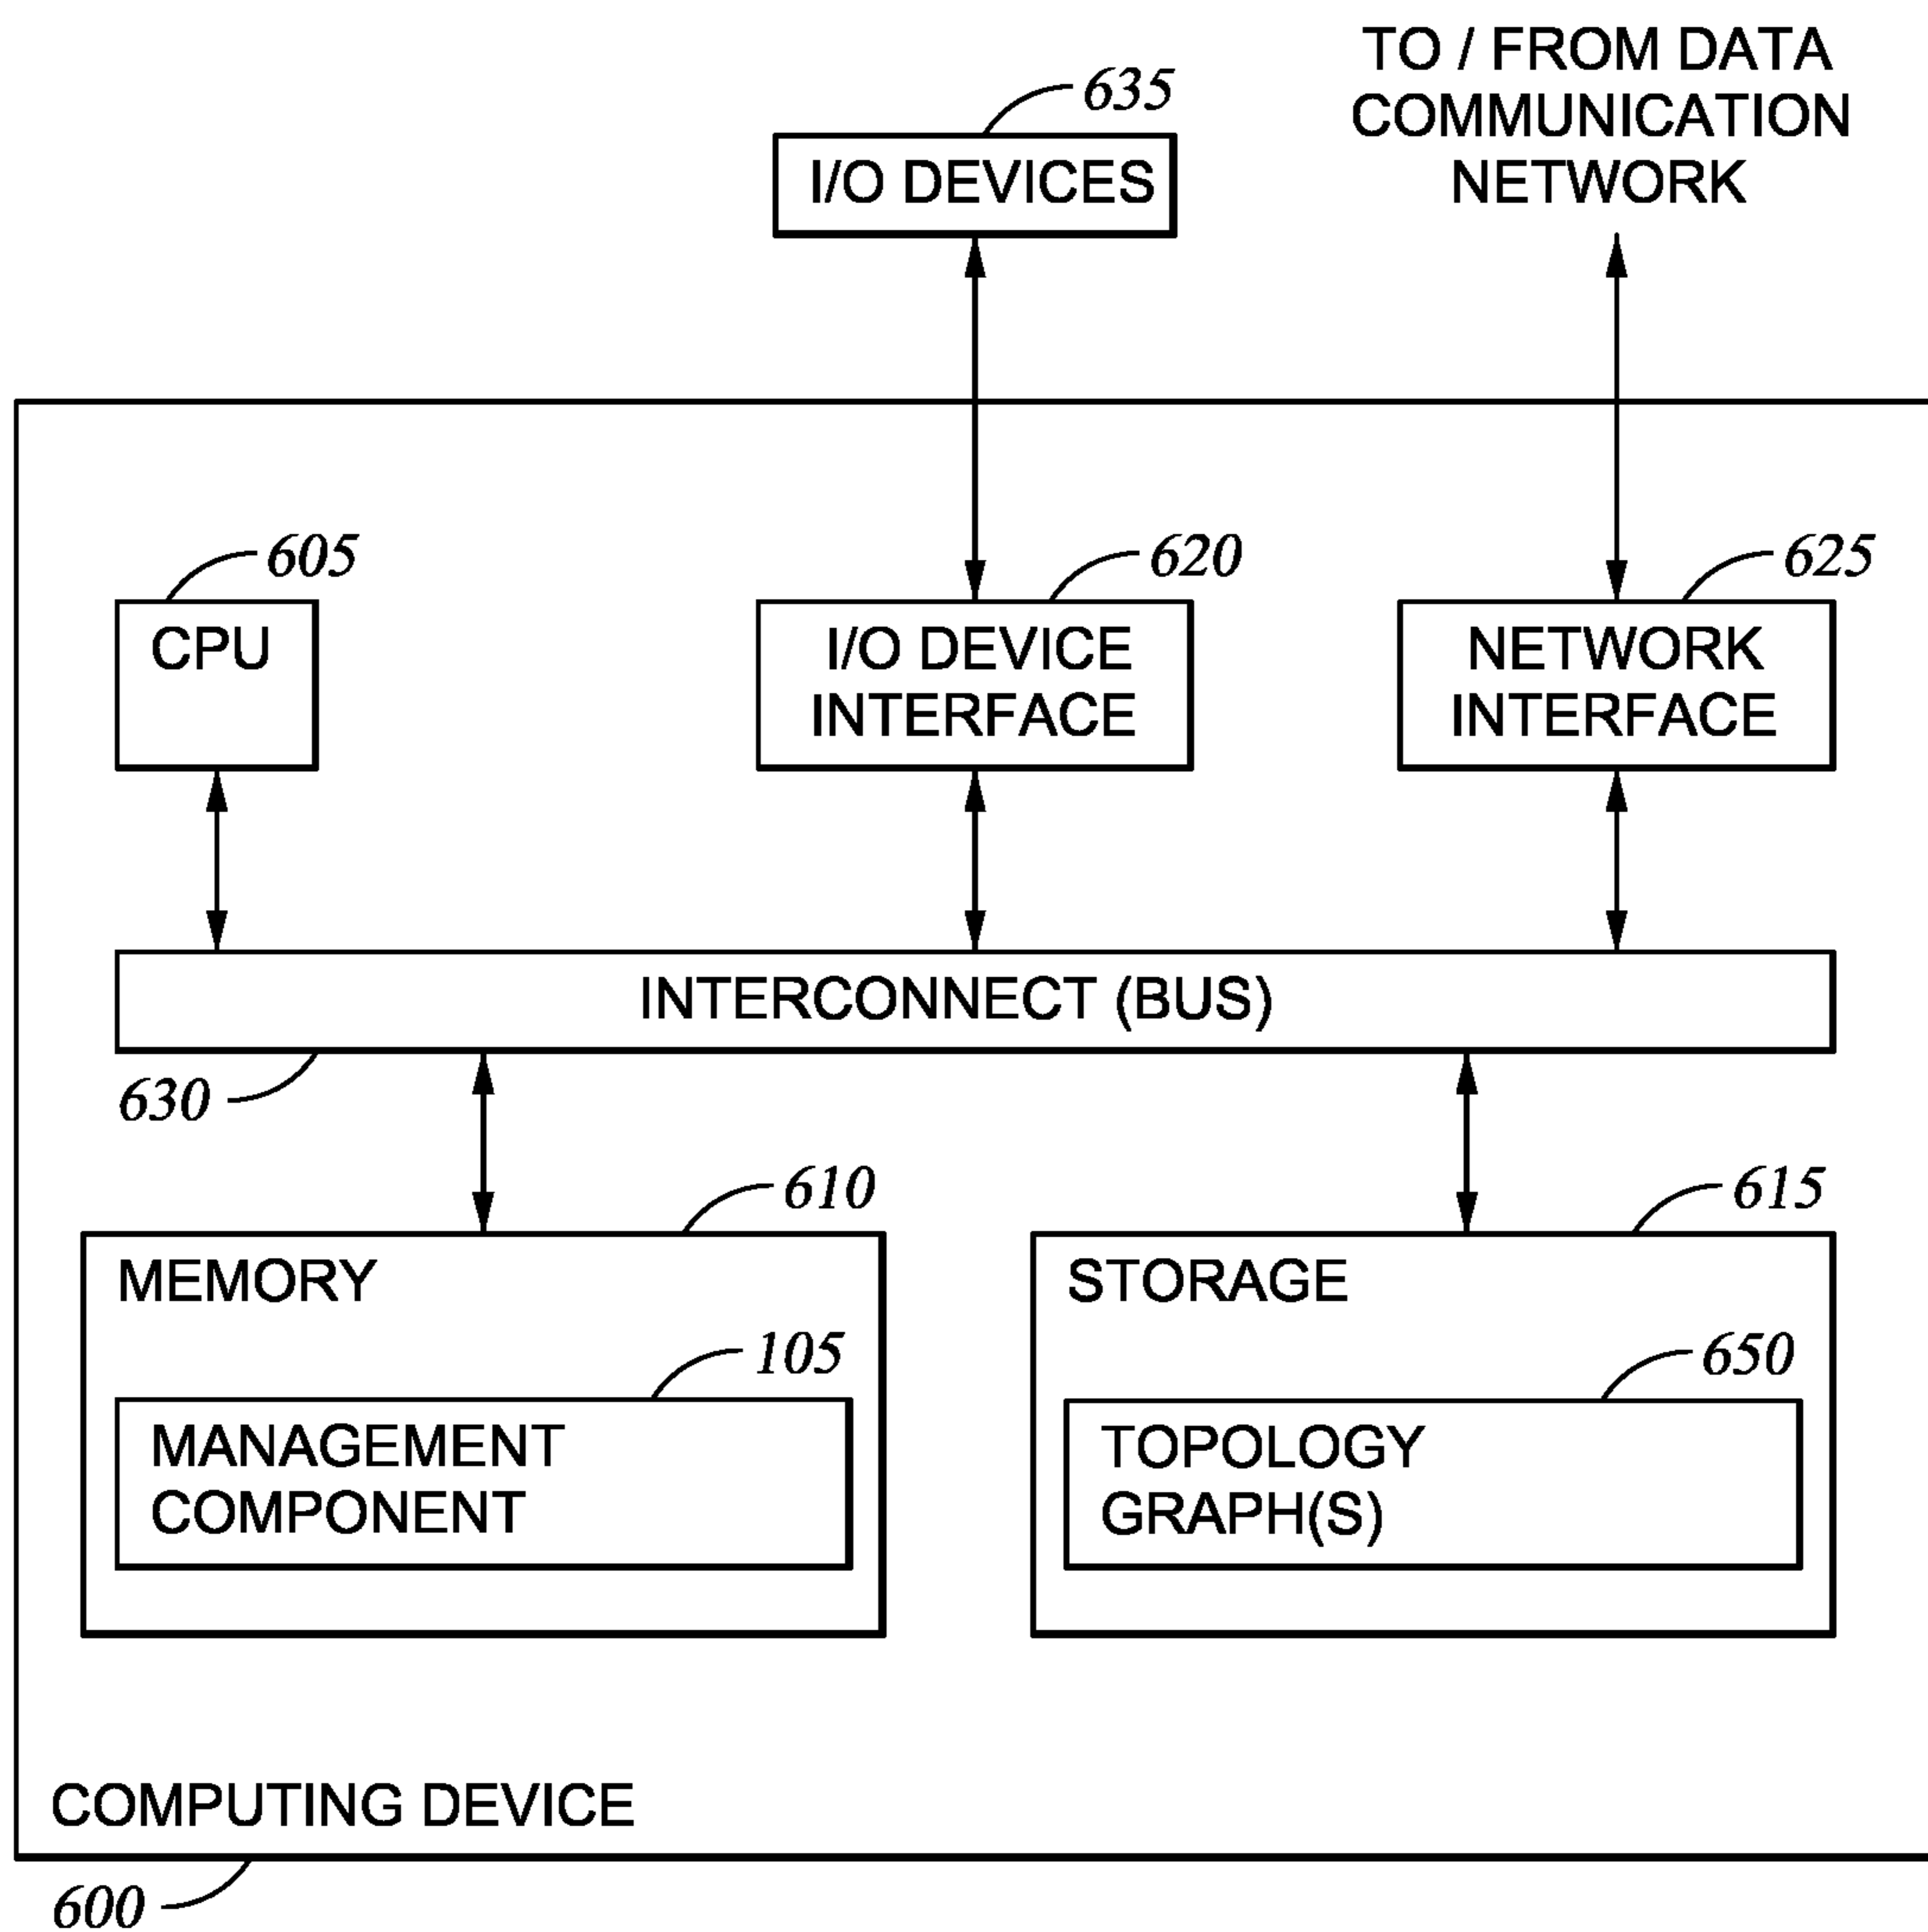 TO / FROM DATA
COMMUNICATION
NETWORK
635
I/O DEVICES
605
620
625
CPU
I/O DEVICE
INTERFACE
NETWORK
INTERFACE
INTERCONNECT (BUS)
630
610
615
MEMORY
STORAGE
105
650
MANAGEMENT
COMPONENT
TOPOLOGY
GRAPH(S)
COMPUTING DEVICE
600